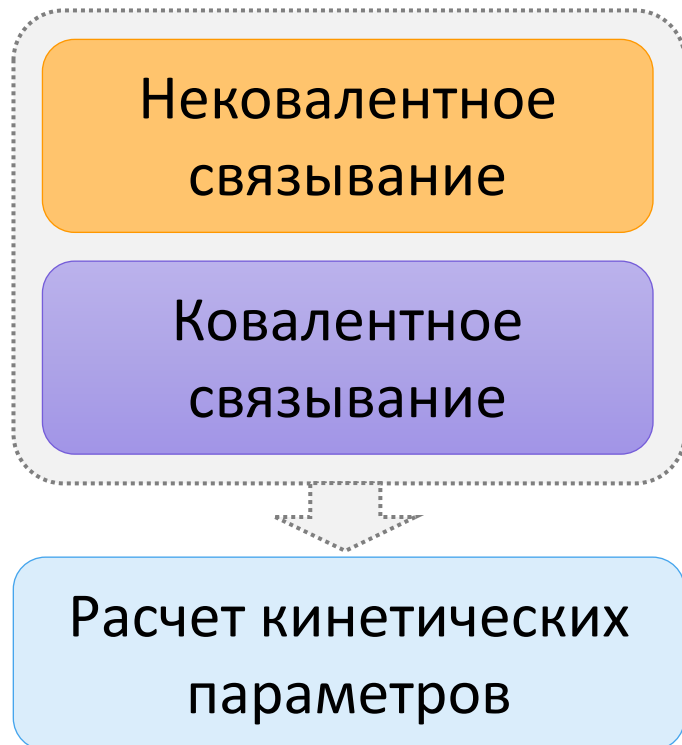 Нековалентное
связывание
Ковалентное
связывание
Расчет кинетических
параметров